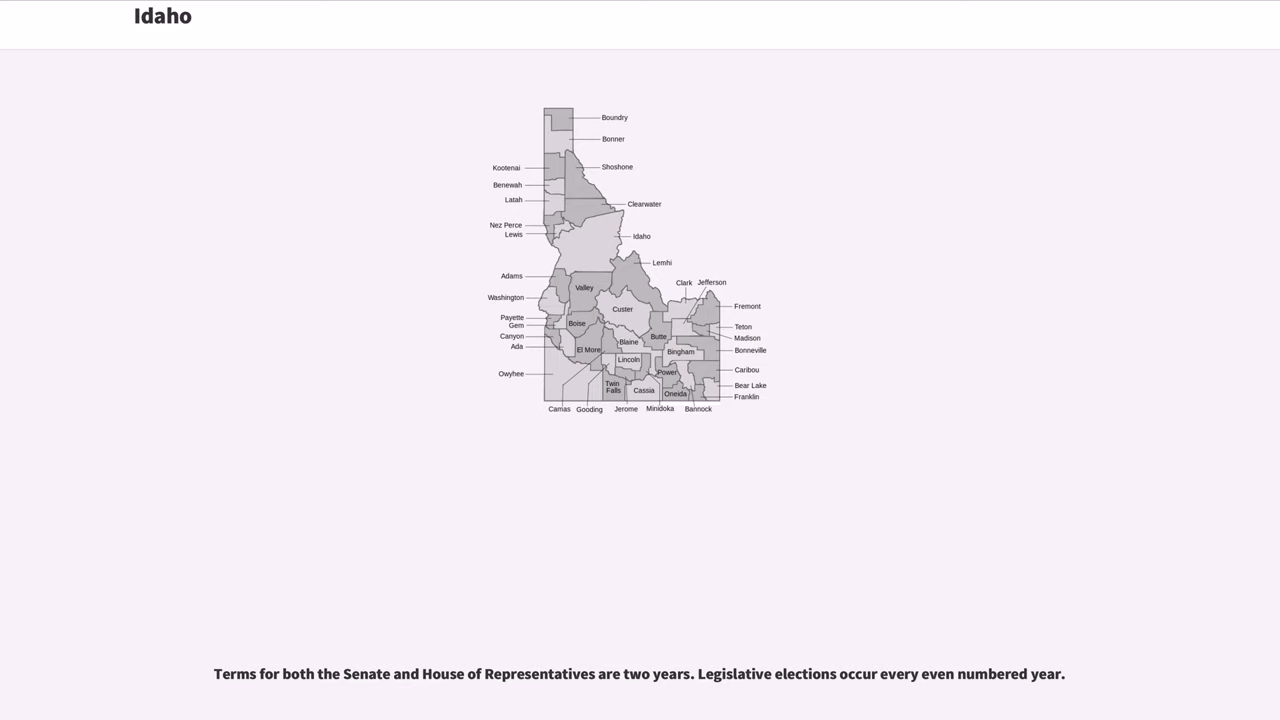 Idaho
Boundry
Bonner
Kootenai
Shoshone
Benewah
Latah
Clearwater
Nez Perce
Lewis
Idaho
Lemhi
Adams
Clark
Jefferson
Valley
Washington
Custer
Fremont
Payette
Gem
Boise
Teton
Canyon
Butte
Madison
Ada
El More
Blaine
Bingham
Bonneville
Lincoln
Owyhee
Power
Caribou
Twin
Falls
Cassia
Oneida
Bear Lake
Franklin
Camas
Gooding
Jerome
Minidoka
Bannock
Terms for both the Senate and House of Representatives are two years. Legislative elections occur every even numbered year.